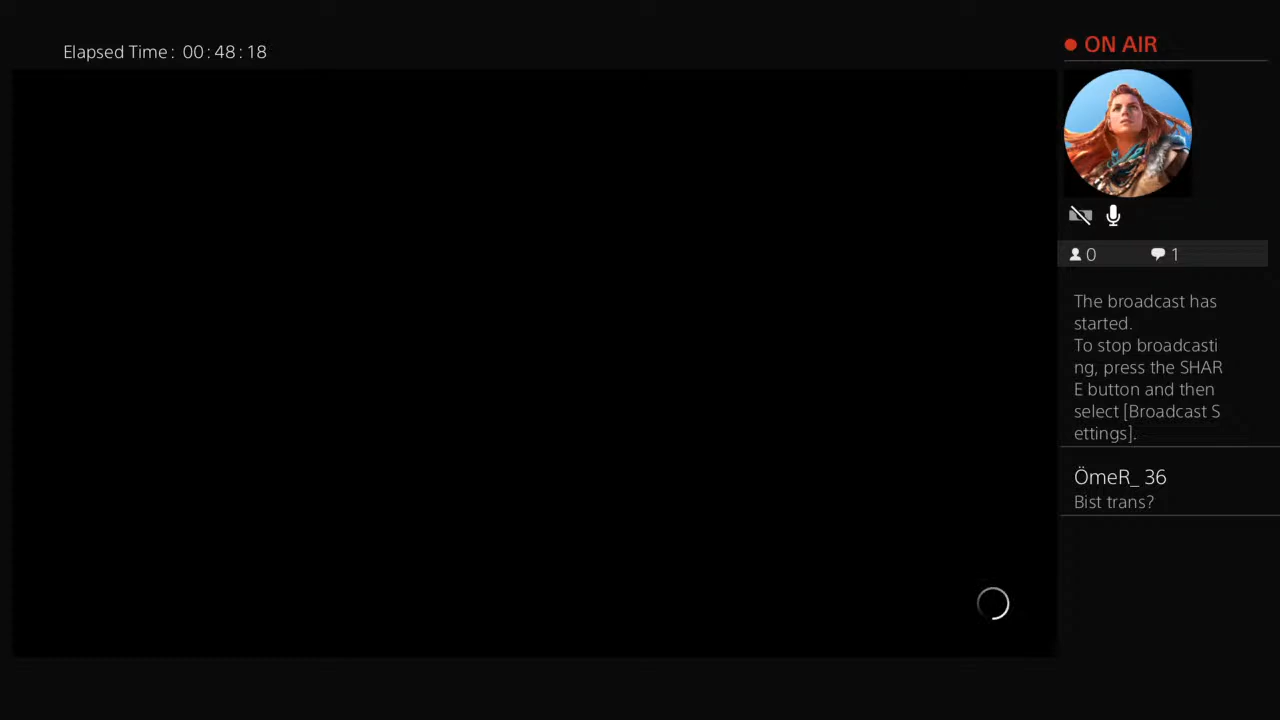 Elapsed Time: 00:48:18
ON AIR
0 1
The broadcast has
started.
To stop broadcasti
ng, press the SHAR
E button and then
select [Broadcast S
ettings].
ÖmeR_ 36
Bist trans?